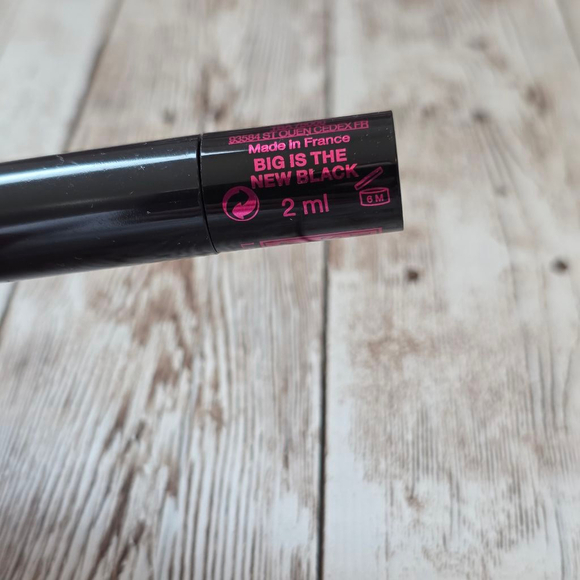 93584 ST OUEN CEDEX FR
Made in France
BIG IS THE
NEW BLACK
2 ml
6 M